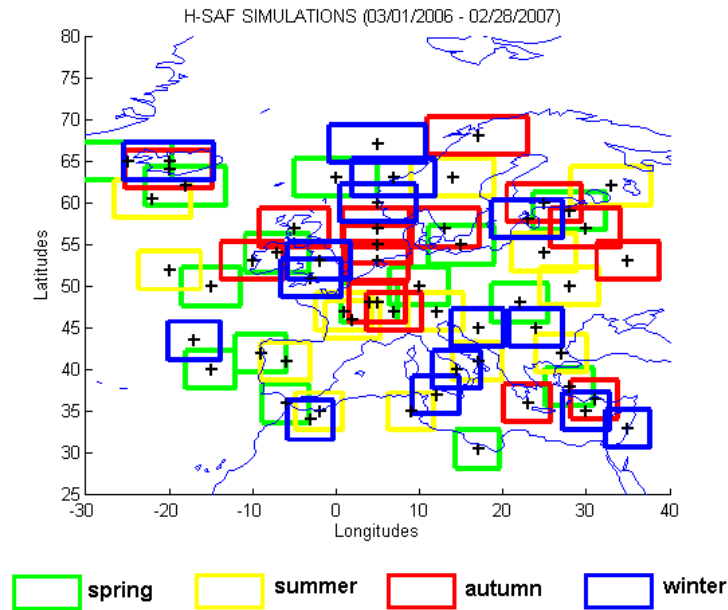 H-SAF SIMULATIONS (03/01/2006 - 02/28/2007)
80
75
70
65
60
55
50
45
40
35
30
25
Latitudes
-30 -20 -10 0 10 20 30 40
Longitudes
spring summer autumn winter